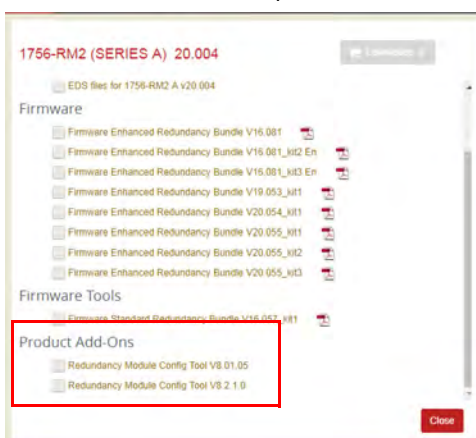 1756-RM2 (SERIES A) 20.004
EDS files for 1756-RM2 A v20.004
Firmware
Firmware Enhanced Redundancy Bundle V16.081
Firmware Enhanced Redundancy Bundle V16.081_kit2 En
Firmware Enhanced Redundancy Bundle V16.081_kit3 En
Firmware Enhanced Redundancy Bundle V19.053_kit1
Firmware Enhanced Redundancy Bundle V20.054_kit1
Firmware Enhanced Redundancy Bundle V20.055_kit1
Firmware Enhanced Redundancy Bundle V20.055_kit2
Firmware Enhanced Redundancy Bundle V20.055_kit3
Firmware Tools
Firmware Standard Redundancy Bundle V16.057_kit1
Product Add-Ons
Redundancy Module Config Tool V8.01.05
Redundancy Module Config Tool V8.2.1.0
Close